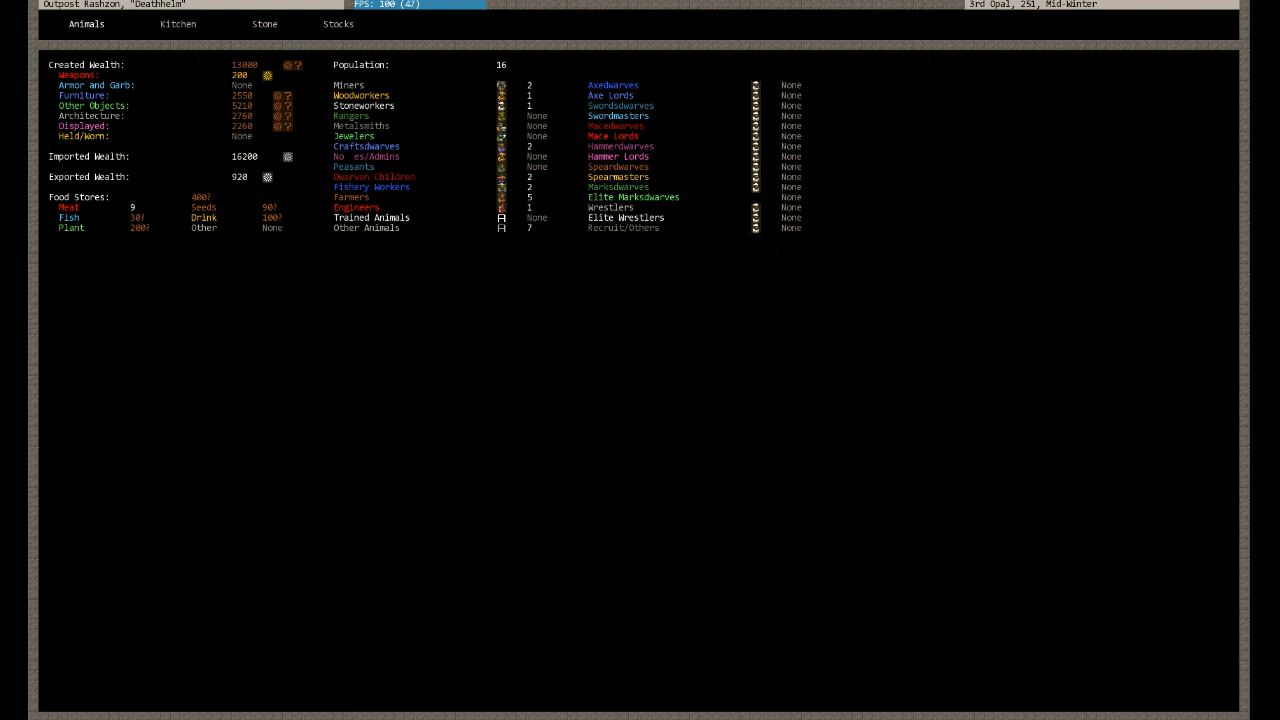 Outpost Rashzon, "Deathhelm" FPS: 100 (47) 3rd Opal, 251, Mid-Winter
Animals Kitchen Stone Stocks
Created Wealth: 13000 ☼? Population: 16
Weapons: 200 ☼
Armor and Garb: None Miners 2 Axedwarves None
Furniture: 2550 ☼? Woodworkers 1 Axe Lords None
Other Objects: 5210 ☼? Stoneworkers 1 Swordsdwarves None
Architecture: 2760 ☼? Rangers None Swordmasters None
Displayed: 2260 ☼? Metalsmiths None Macedwarves None
Held/Worn: None Jewelers None Mace Lords None
Craftsdwarves 2 Hammerdwarves None
Imported Wealth: 16200 ☼ No es/Admins None Hammer Lords None
Peasants None Speardwarves None
Exported Wealth: 920 ☼ Dwarven Children 2 Spearmasters None
Fishery Workers 2 Marksdwarves None
Food Stores: 400? Farmers 5 Elite Marksdwarves None
Meat 9 Seeds 90? Engineers 1 Wrestlers None
Fish 30? Drink 100? Trained Animals None Elite Wrestlers None
Plant 200? Other None Other Animals 7 Recruit/Others None